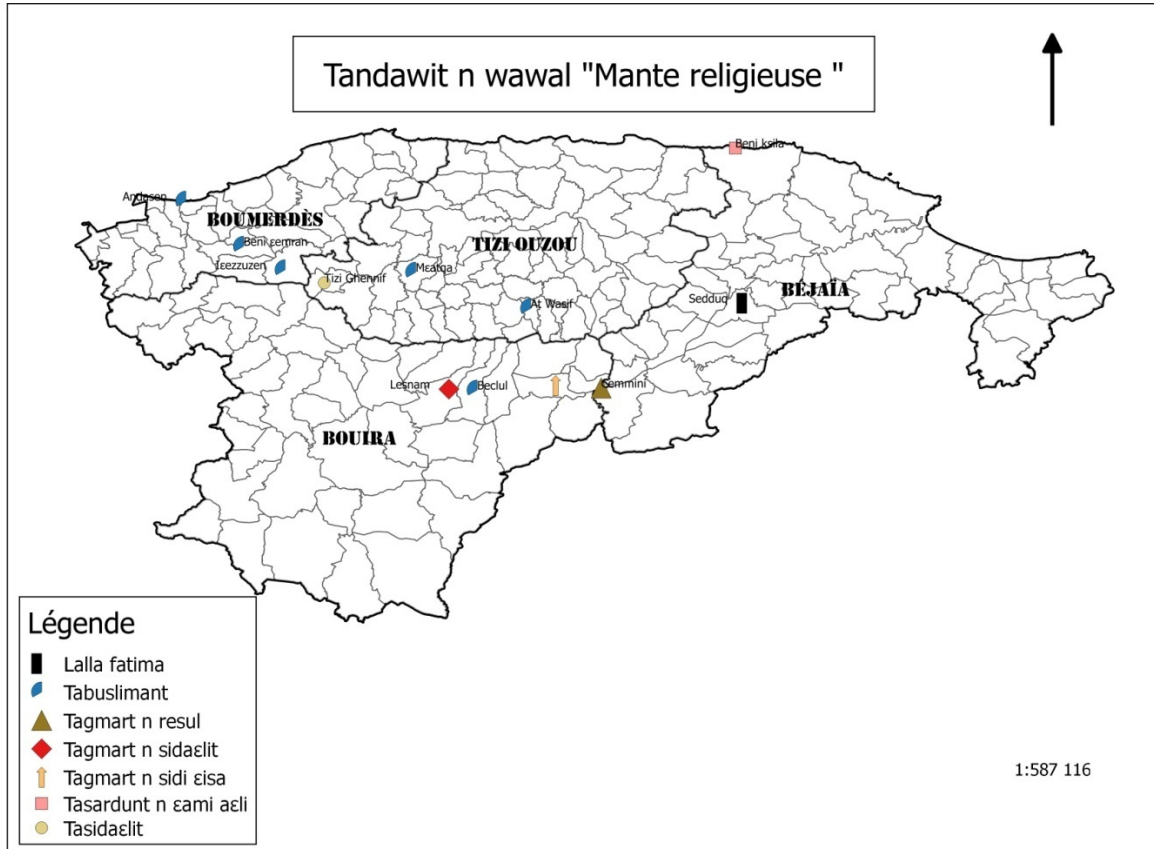 Tandawit n wawal "Mante religieuse "
Beni ksila
Andasen
BOUMERDÈS
Beni ɛemran
TIZI OUZOU
Iɛezzuzen
Tizi Ghennif
Mɛatqa
BÉJAÏA
Sedduq
At Wasif
Lesnam
Beclul
Cemmini
BOUIRA
Légende
Lalla fatima
Tabuslimant
Tagmart n resul
Tagmart n sidaɛlit
Tagmart n sidi ɛisa
Tasardunt n ɛami aɛli
Tasidaɛlit
1:587 116